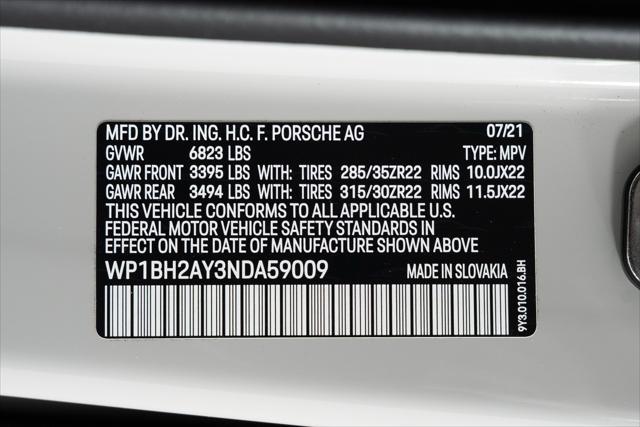 MFD BY DR. ING. H.C. F. PORSCHE AG 07/21
GVWR 6823 LBS TYPE: MPV
GAWR FRONT 3395 LBS WITH: TIRES 285/35ZR22 RIMS 10.0JX22
GAWR REAR 3494 LBS WITH: TIRES 315/30ZR22 RIMS 11.5JX22
THIS VEHICLE CONFORMS TO ALL APPLICABLE U.S.
FEDERAL MOTOR VEHICLE SAFETY STANDARDS IN
EFFECT ON THE DATE OF MANUFACTURE SHOWN ABOVE
WP1BH2AY3NDA59009 MADE IN SLOVAKIA
9Y3.010.016.BH